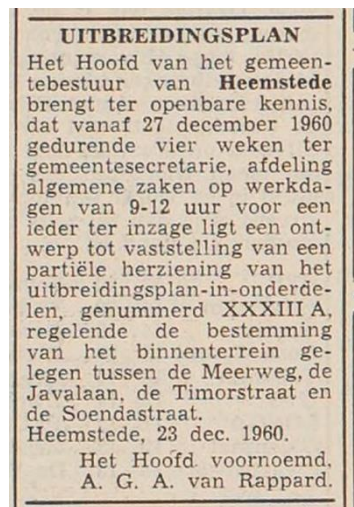 UITBREIDINGSPLAN
Het Hoofd van het gemeen-
tebestuur van Heemstede
brengt ter openbare kennis,
dat vanaf 27 december 1960
gedurende vier weken ter
gemeentesecretarie, afdeling
algemene zaken op werkda-
gen van 9-12 uur voor een
ieder ter inzage ligt een ont-
werp tot vaststelling van een
partiële herziening van het
uitbreidingsplan-in-onderde-
len, genummerd XXXIII A,
regelende de bestemming
van het binnenterrein ge-
legen tussen de Meerweg, de
Javalaan, de Timorstraat en
de Soendastraat.
Heemstede, 23 dec. 1960.
Het Hoofd voornoemd,
A. G. A. van Rappard.